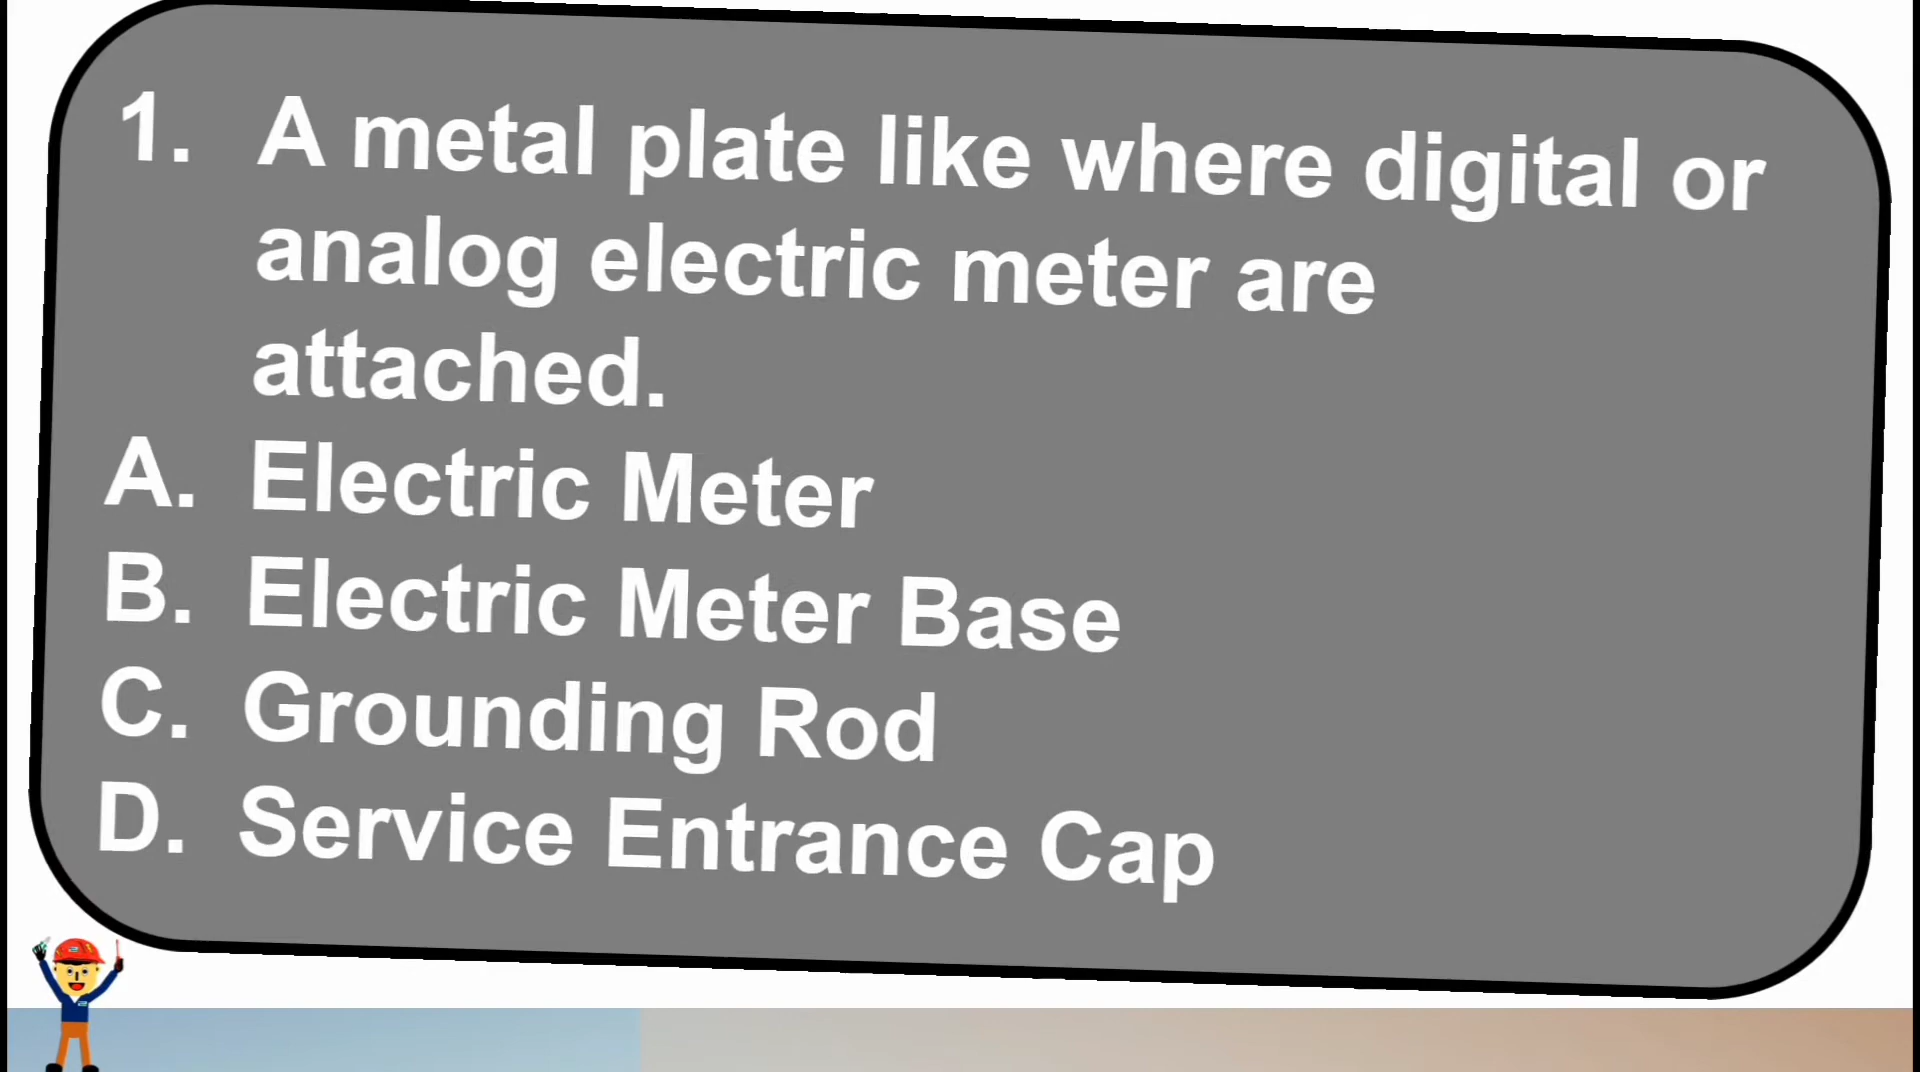 1. A metal plate like where digital or
analog electric meter are
attached.
A. Electric Meter
B. Electric Meter Base
C. Grounding Rod
D. Service Entrance Cap